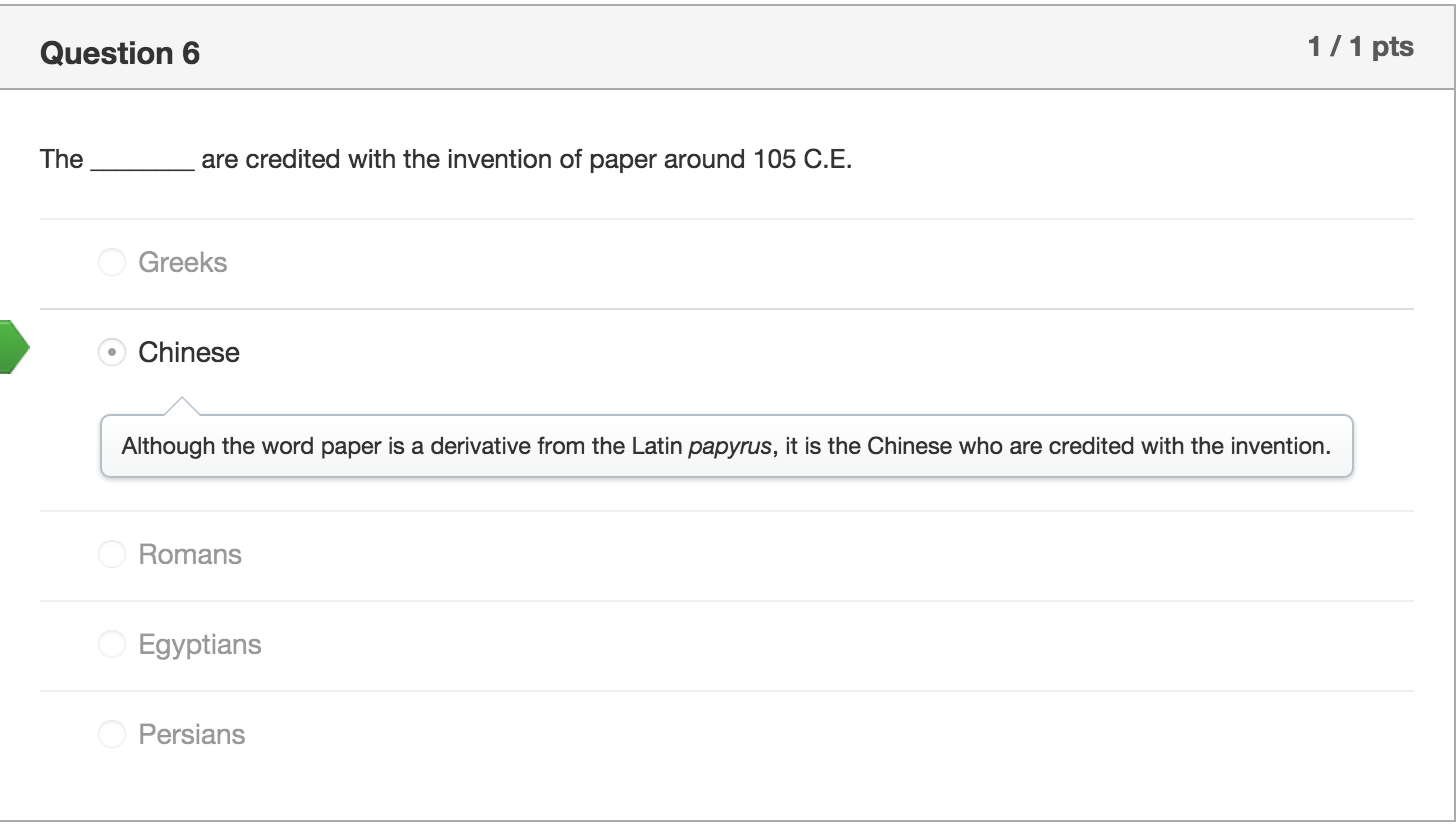 Question 6
1 / 1 pts
The ________ are credited with the invention of paper around 105 C.E.
Greeks
Chinese
Although the word paper is a derivative from the Latin papyrus, it is the Chinese who are credited with the invention.
Romans
Egyptians
Persians